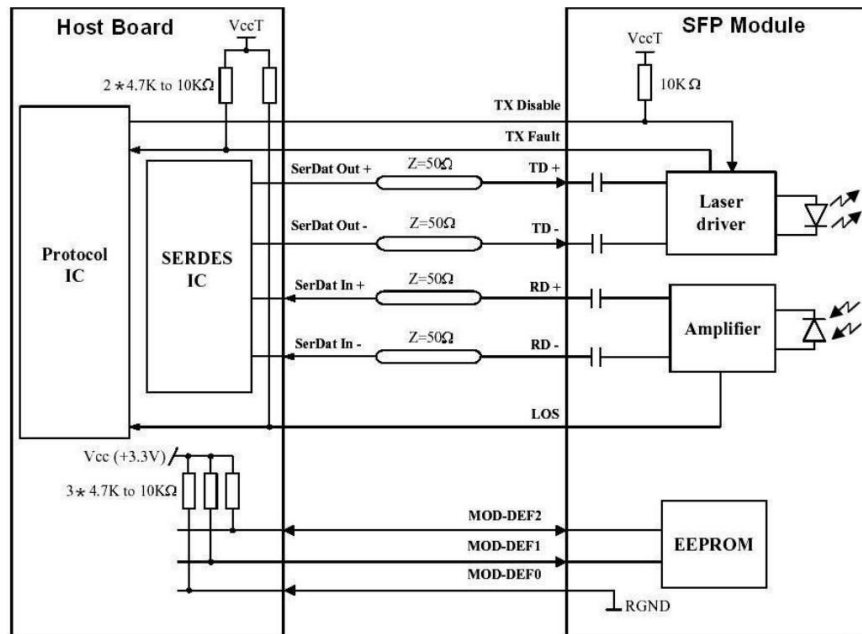 Host Board
SFP Module
VccT
VccT
2*4.7K to 10KΩ
10KΩ
TX Disable
TX Fault
SerDat Out +
Z=50Ω
TD +
Laser driver
SerDat Out -
Z=50Ω
TD -
Protocol IC
SERDES IC
SerDat In +
Z=50Ω
RD +
Amplifier
SerDat In -
Z=50Ω
RD -
LOS
Vcc (+3.3V)
3*4.7K to 10KΩ
MOD-DEF2
MOD-DEF1
EEPROM
MOD-DEF0
RGND